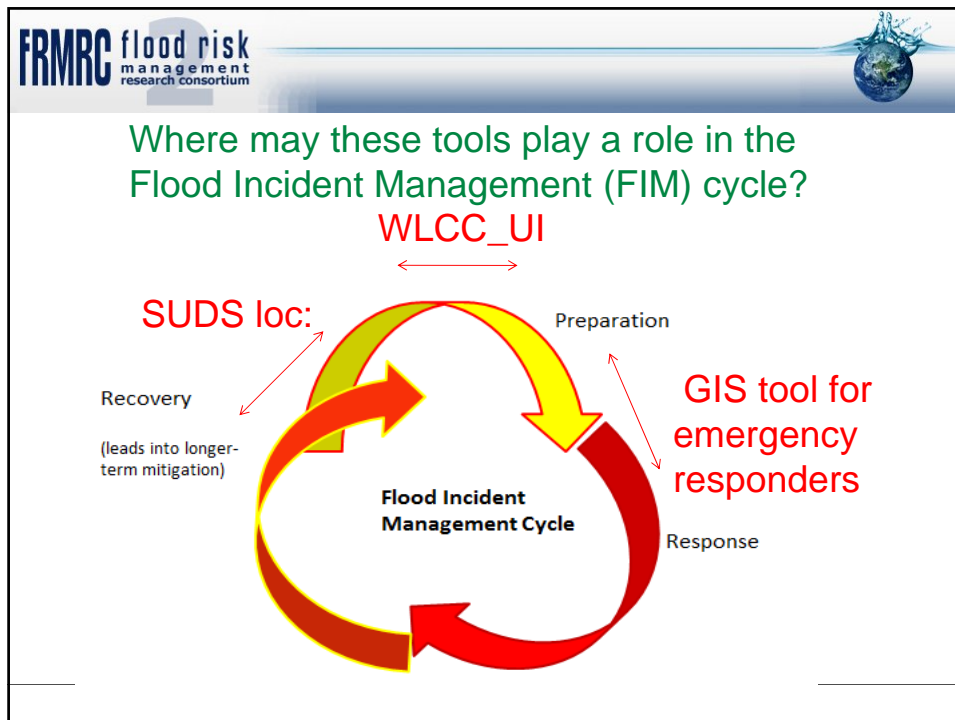 FRMRC flood risk
management
research consortium
2
Where may these tools play a role in the
Flood Incident Management (FIM) cycle?
WLCC_UI
SUDS loc:
Preparation
Recovery
(leads into longer-
term mitigation)
GIS tool for
emergency
responders
Flood Incident
Management Cycle
Response